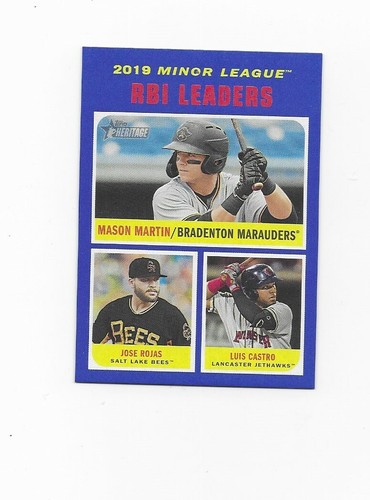 2019 MINOR LEAGUE™
RBI LEADERS
Topps
HERITAGE
MASON MARTIN/BRADENTON MARAUDERS®
BEES
JOSE ROJAS
SALT LAKE BEES™
LUIS CASTRO
LANCASTER JETHAWKS™